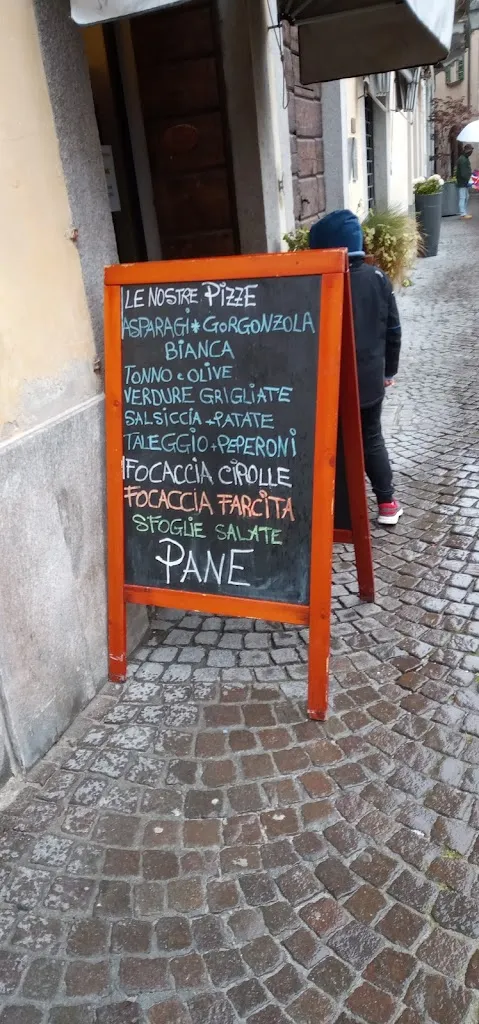 LE NOSTRE PIZZE
ASPARAGI + GORGONZOLA
BIANCA
TONNO e OLIVE
VERDURE GRIGLIATE
SALSICCIA + PATATE
TALEGGIO + PEPERONI
FOCACCIA CIPOLLE
FOCACCIA FARCITA
SFOGLIE SALATE
PANE